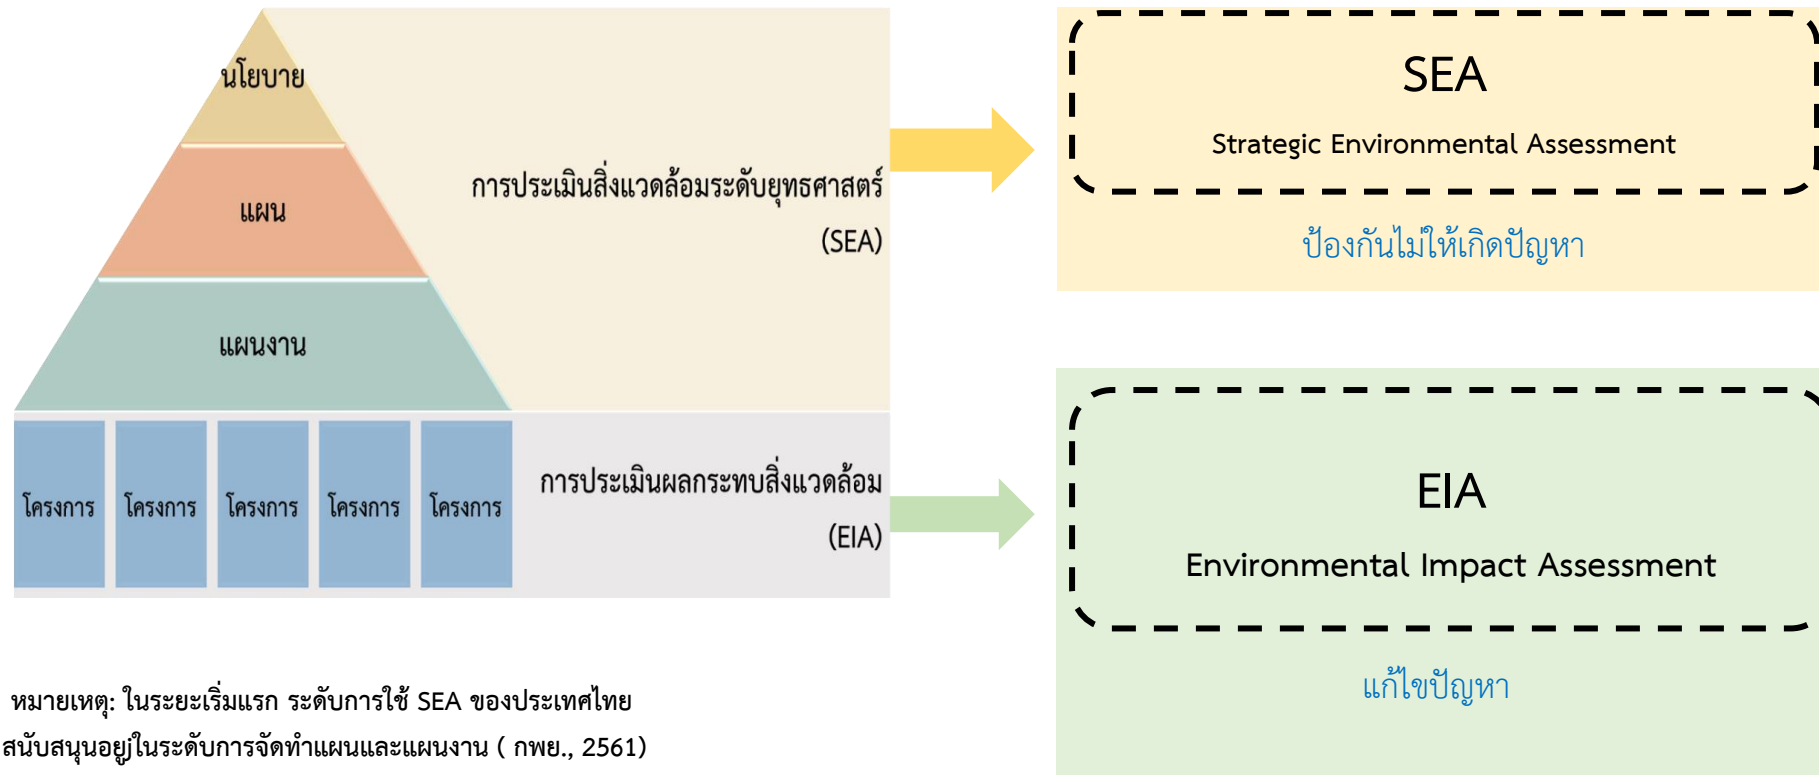 นโยบาย
แผน
แผนงาน
การประเมินสิ่งแวดล้อมระดับยุทธศาสตร์
(SEA)
โครงการ
โครงการ
โครงการ
โครงการ
โครงการ
การประเมินผลกระทบสิ่งแวดล้อม
(EIA)
SEA
Strategic Environmental Assessment
ป้องกันไม่ให้เกิดปัญหา
EIA
Environmental Impact Assessment
แก้ไขปัญหา
หมายเหตุ: ในระยะเริ่มแรก ระดับการใช้ SEA ของประเทศไทย
สนับสนุนอยู่ในระดับการจัดทำแผนและแผนงาน ( กพย., 2561)